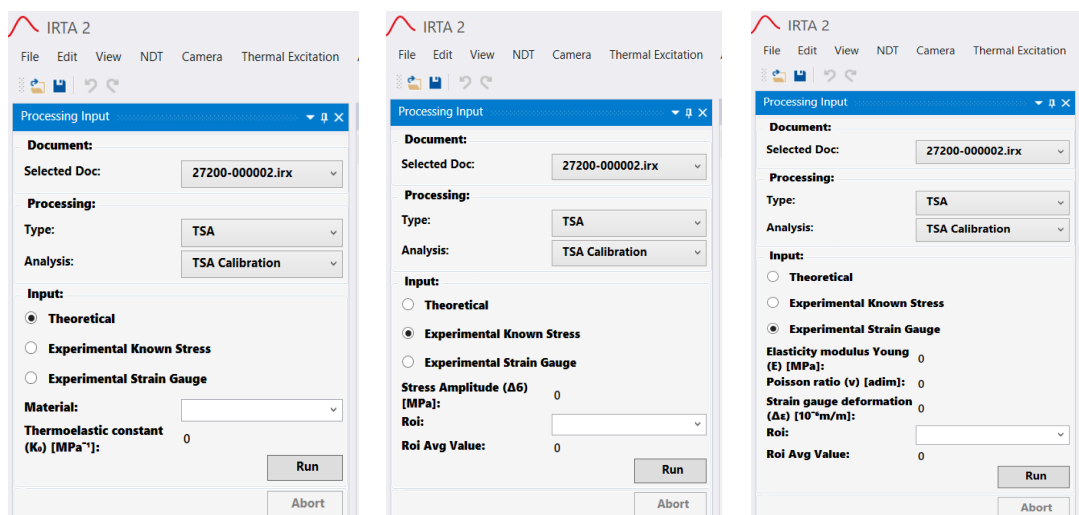 IRTA 2
File Edit View NDT Camera Thermal Excitation
Processing Input
Document:
Selected Doc: 27200-000002.irx
Processing:
Type: TSA
Analysis: TSA Calibration
Input:
Theoretical
Experimental Known Stress
Experimental Strain Gauge
Material:
Thermoelastic constant
(K₀) [MPa⁻¹]: 0
Run
Abort
IRTA 2
File Edit View NDT Camera Thermal Excitation
Processing Input
Document:
Selected Doc: 27200-000002.irx
Processing:
Type: TSA
Analysis: TSA Calibration
Input:
Theoretical
Experimental Known Stress
Experimental Strain Gauge
Stress Amplitude (Δ6)
[MPa]: 0
Roi:
Roi Avg Value: 0
Run
Abort
IRTA 2
File Edit View NDT Camera Thermal Excitation
Processing Input
Document:
Selected Doc: 27200-000002.irx
Processing:
Type: TSA
Analysis: TSA Calibration
Input:
Theoretical
Experimental Known Stress
Experimental Strain Gauge
Elasticity modulus Young
(E) [MPa]: 0
Poisson ratio (ν) [adim]: 0
Strain gauge deformation
(Δε) [10⁻⁶m/m]: 0
Roi:
Roi Avg Value: 0
Run
Abort